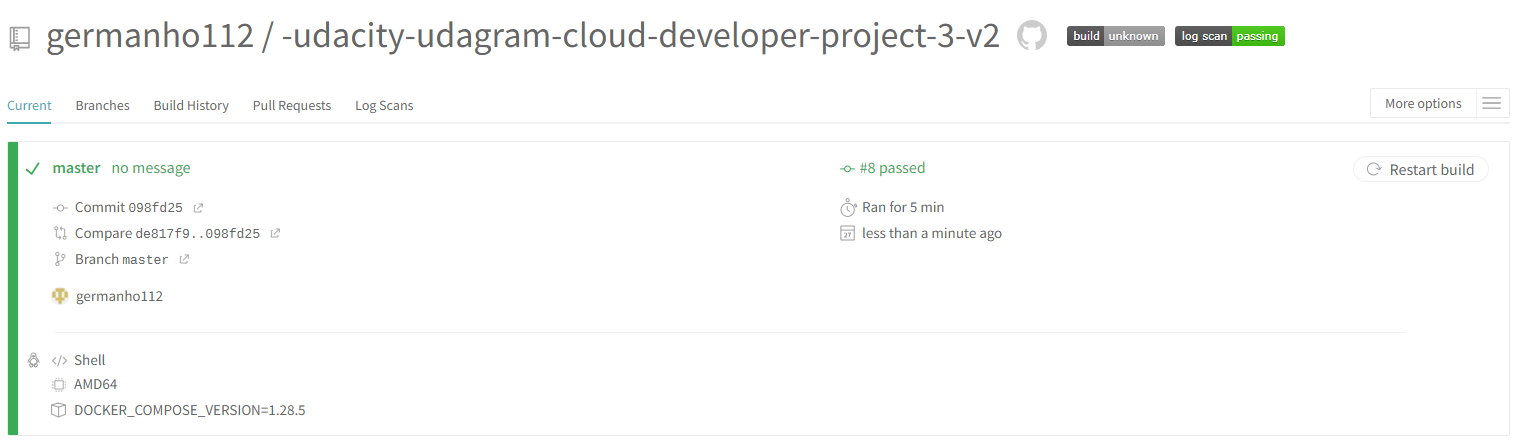 germanho112 / -udacity-udagram-cloud-developer-project-3-v2 build unknown log scan passing
Current Branches Build History Pull Requests Log Scans More options
master no message #8 passed Restart build
Commit 098fd25 Ran for 5 min
Compare de817f9..098fd25 less than a minute ago
Branch master
germanho112
Shell
AMD64
DOCKER_COMPOSE_VERSION=1.28.5